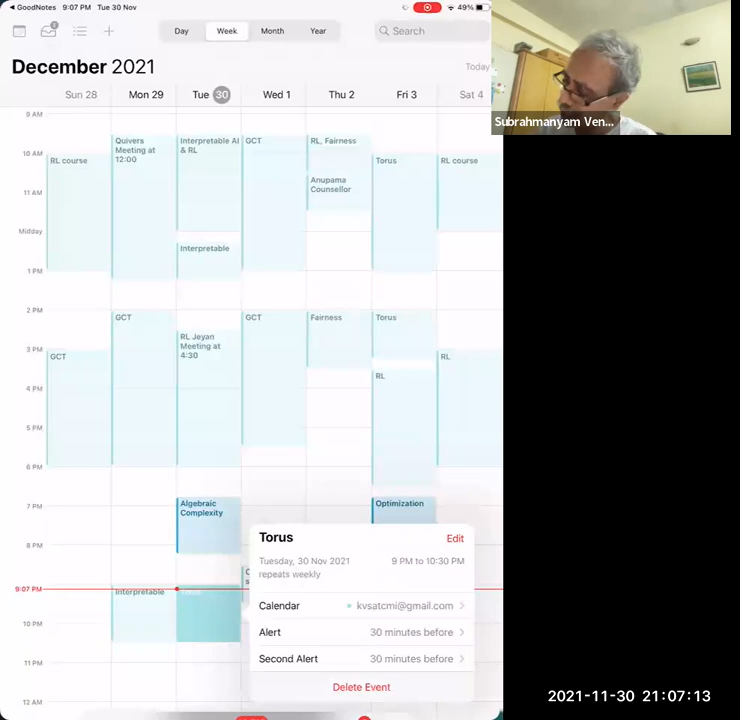 GoodNotes 9:07 PM Tue 30 Nov
49%
2
Day Week Month Year
Search
December 2021
Today
Sun 28 Mon 29 Tue 30 Wed 1 Thu 2 Fri 3 Sat 4
9 AM
10 AM
11 AM
Midday
1 PM
2 PM
3 PM
4 PM
5 PM
6 PM
7 PM
8 PM
9:07 PM
10 PM
11 PM
12 AM
RL course
GCT
Quivers
Meeting at
12:00
GCT
Interpretable
Interpretable AI
& RL
Interpretable
RL Jeyan
Meeting at
4:30
Algebraic
Complexity
GCT
GCT
RL, Fairness
Anupama
Counsellor
Fairness
Torus
Torus
RL
Optimization
RL course
RL
Torus
Edit
Tuesday, 30 Nov 2021
9 PM to 10:30 PM
repeats weekly
Calendar
kvsatcmi@gmail.com
Alert
30 minutes before
Second Alert
30 minutes before
Delete Event
Subrahmanyam Ven...
2021-11-30 21:07:13